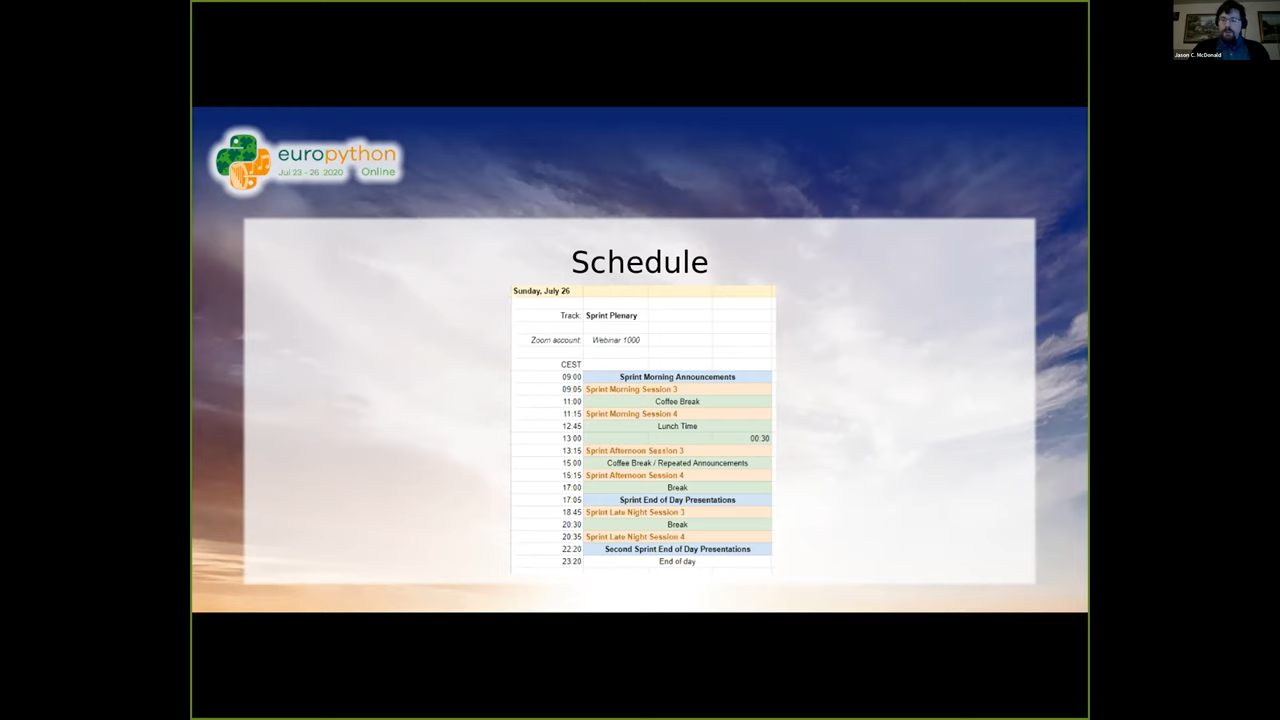 Jason C. McDonald
europython
Jul 23 - 26 2020 Online
Schedule
Sunday, July 26
Track: Sprint Plenary
Zoom account: Webinar 1000
CEST
09:00 Sprint Morning Announcements
09:05 Sprint Morning Session 3
11:00 Coffee Break
11:15 Sprint Morning Session 4
12:45 Lunch Time
13:00 00:30
13:15 Sprint Afternoon Session 3
15:00 Coffee Break / Repeated Announcements
15:15 Sprint Afternoon Session 4
17:00 Break
17:05 Sprint End of Day Presentations
18:45 Sprint Late Night Session 3
20:30 Break
20:35 Sprint Late Night Session 4
22:20 Second Sprint End of Day Presentations
23:20 End of day